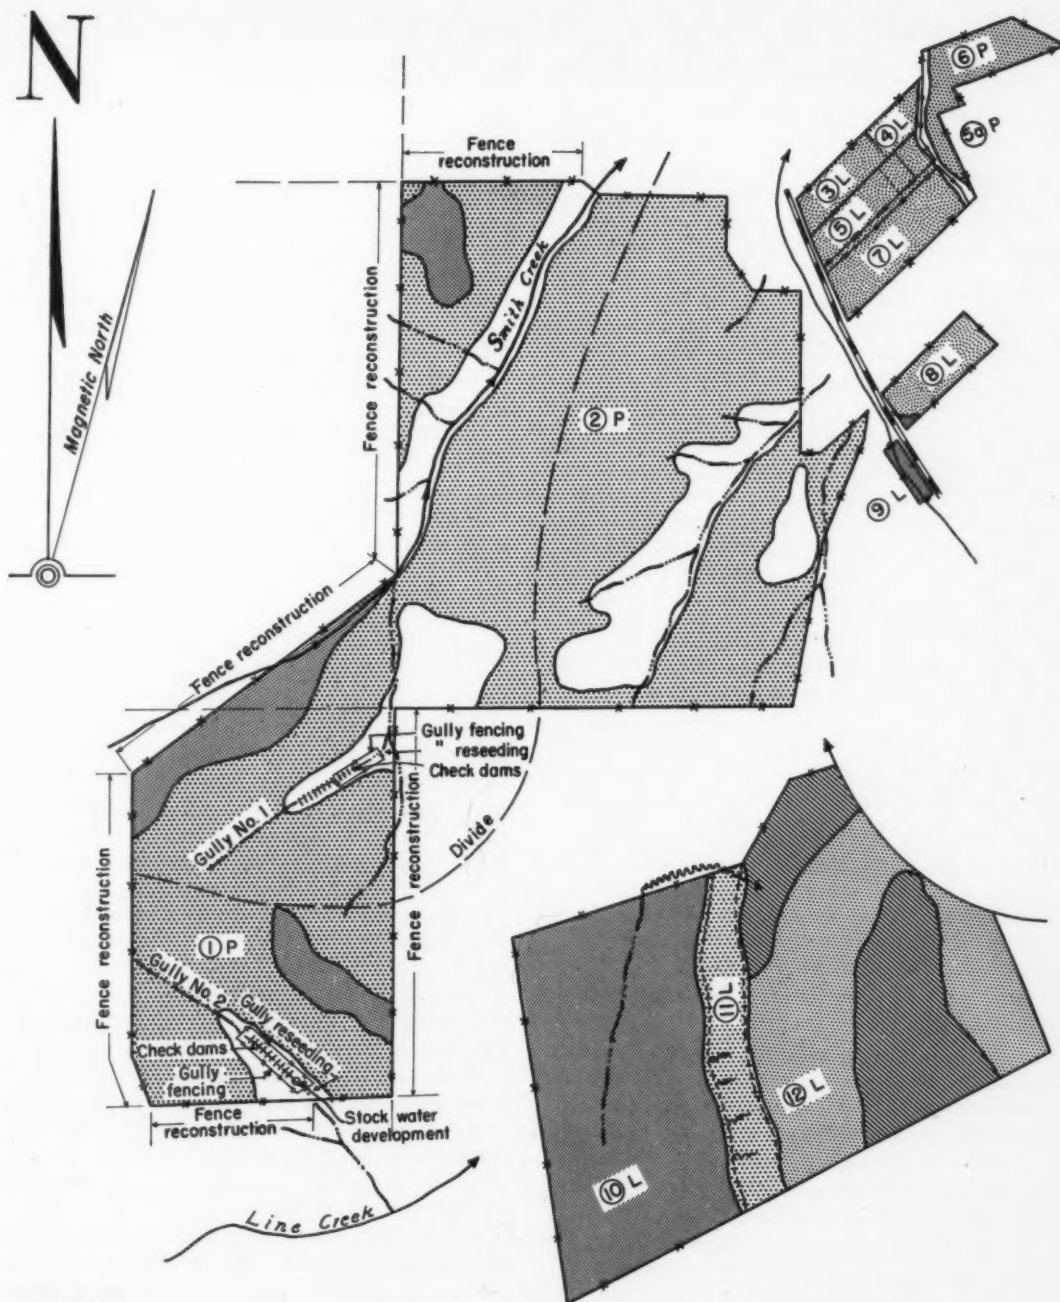 N
Magnetic North
Fence
reconstruction
Fence reconstruction
Smith Creek
② P
⑥ P
⑤a P
④ L
③ L
⑤ L
⑦ L
⑧ L
⑨ L
Fence reconstruction
Gully fencing
" reseeding
Check dams
Gully No. 1
Divide
Fence reconstruction
Fence reconstruction
Fence reconstruction
① P
Gully No. 2
Gully reseeding
Check dams
Gully
fencing
Fence
reconstruction
Stock water
development
Line Creek
⑩ L
⑪ L
⑫ L